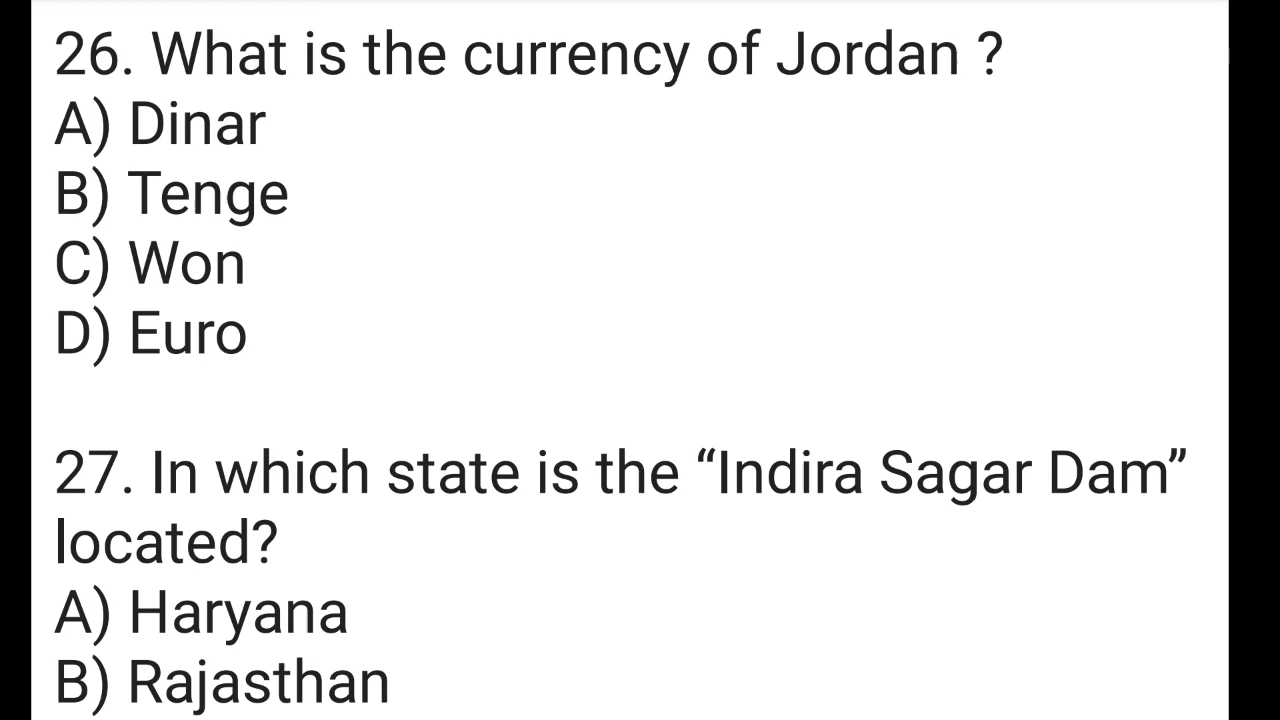 26. What is the currency of Jordan ?
A) Dinar
B) Tenge
C) Won
D) Euro
27. In which state is the “Indira Sagar Dam”
located?
A) Haryana
B) Rajasthan